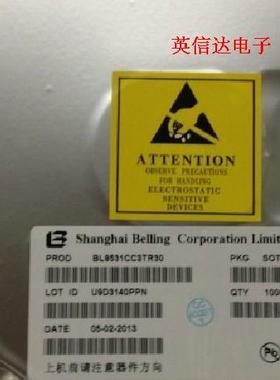 英信达电子
ATTENTION
OBSERVE PRECAUTIONS
FOR HANDLING
ELECTROSTATIC
SENSITIVE
DEVICES
Shanghai Belling Corporation Limit
PROD BL8531CC3TR30 PKG SOT
LOT ID U9D3140PPN QTY 100
DATE 05-02-2013
上机前请注意器件方向